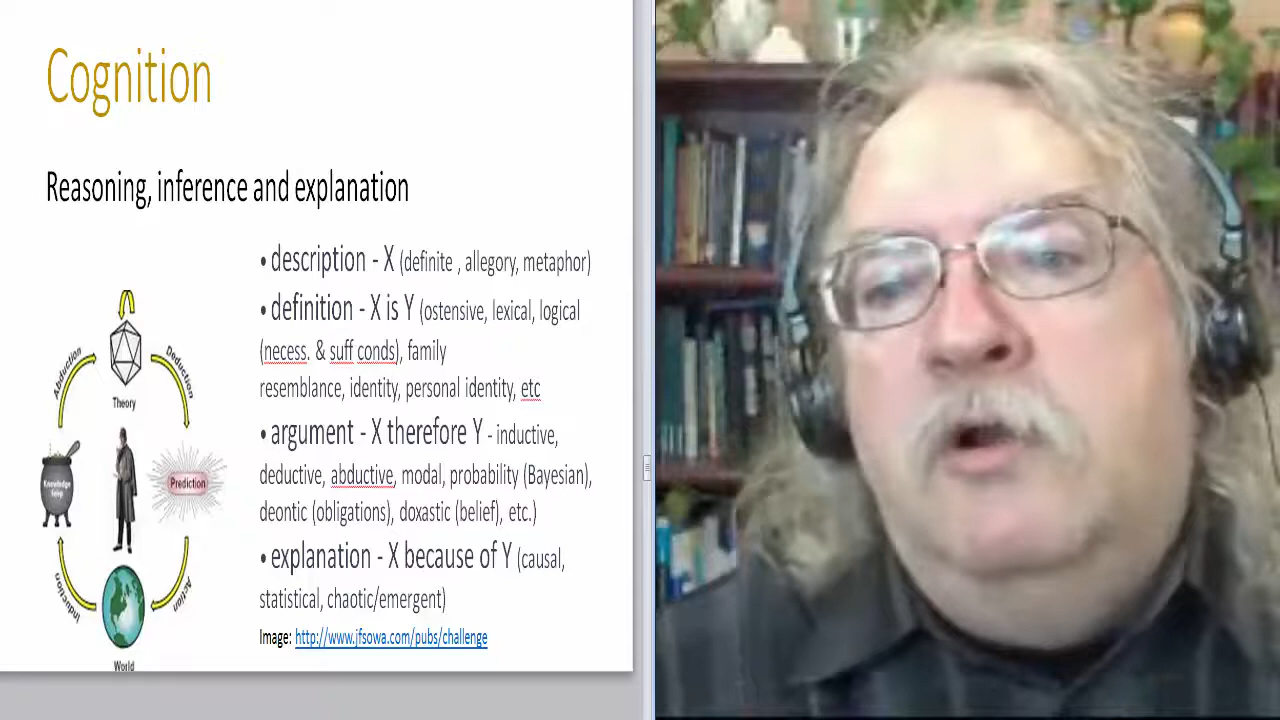 Cognition
Reasoning, inference and explanation
• description - X (definite , allegory, metaphor)
• definition - X is Y (ostensive, lexical, logical
(necess. & suff conds), family
resemblance, identity, personal identity, etc
• argument - X therefore Y - inductive,
deductive, abductive, modal, probability (Bayesian),
deontic (obligations), doxastic (belief), etc.)
• explanation - X because of Y (causal,
statistical, chaotic/emergent)
Image: http://www.jfsowa.com/pubs/challenge
Abduction
Deduction
Theory
Knowledge
Soup
Prediction
Induction
Action
World